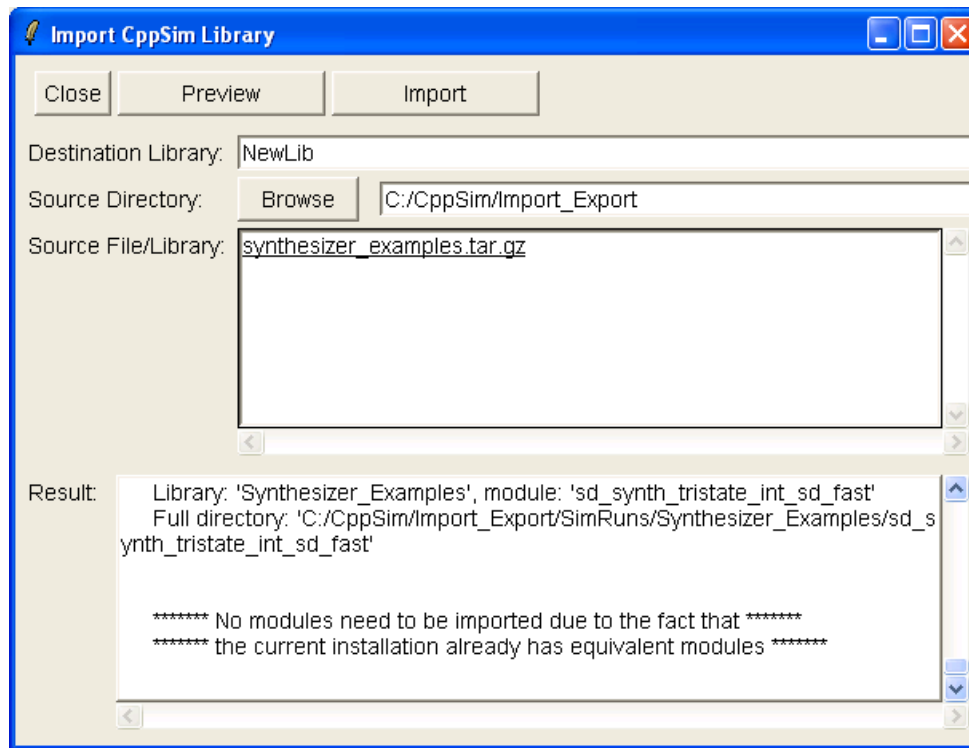 Import CppSim Library
Close Preview Import
Destination Library: NewLib
Source Directory: Browse C:/CppSim/Import_Export
Source File/Library: synthesizer_examples.tar.gz
Result: Library: 'Synthesizer_Examples', module: 'sd_synth_tristate_int_sd_fast'
Full directory: 'C:/CppSim/Import_Export/SimRuns/Synthesizer_Examples/sd_s
ynth_tristate_int_sd_fast'
******* No modules need to be imported due to the fact that *******
******* the current installation already has equivalent modules *******